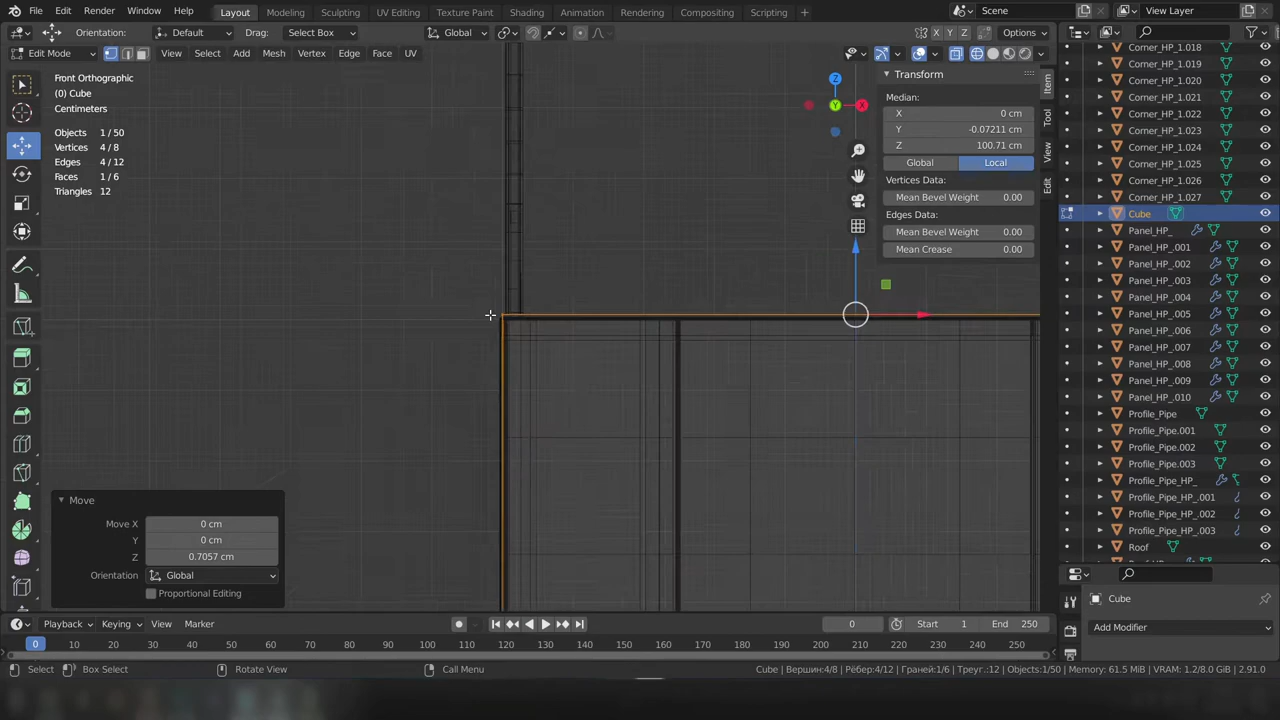 File Edit Render Window Help Layout Modeling Sculpting UV Editing Texture Paint Shading Animation Rendering Compositing Scripting + Scene View Layer
Orientation: Default Drag: Select Box Global X Y Z Options
Edit Mode View Select Add Mesh Vertex Edge Face UV
Front Orthographic
(0) Cube
Centimeters
Objects 1 / 50
Vertices 4 / 8
Edges 4 / 12
Faces 1 / 6
Triangles 12
Z
Y
X
Transform
Median:
X 0 cm
Y -0.07211 cm
Z 100.71 cm
Global Local
Vertices Data:
Mean Bevel Weight 0.00
Edges Data:
Mean Bevel Weight 0.00
Mean Crease 0.00
Item
Tool
View
Edit
Corner_HP_1.018
Corner_HP_1.019
Corner_HP_1.020
Corner_HP_1.021
Corner_HP_1.022
Corner_HP_1.023
Corner_HP_1.024
Corner_HP_1.025
Corner_HP_1.026
Corner_HP_1.027
Cube
Panel_HP_
Panel_HP_.001
Panel_HP_.002
Panel_HP_.003
Panel_HP_.004
Panel_HP_.005
Panel_HP_.006
Panel_HP_.007
Panel_HP_.008
Panel_HP_.009
Panel_HP_.010
Profile_Pipe
Profile_Pipe.001
Profile_Pipe.002
Profile_Pipe.003
Profile_Pipe_HP_
Profile_Pipe_HP_.001
Profile_Pipe_HP_.002
Profile_Pipe_HP_.003
Roof
Cube
Add Modifier
Move
Move X 0 cm
Y 0 cm
Z 0.7057 cm
Orientation Global
Proportional Editing
Playback Keying View Marker 0 Start 1 End 250
0 10 20 30 40 50 60 70 80 90 100 110 120 130 140 150 160 170 180 190 200 210 220 230 240 250
Select Box Select Rotate View Call Menu Cube | Вершин:4/8 | Рёбер:4/12 | Граней:1/6 | Треуг.:12 | Objects:1/50 | Memory: 61.5 MiB | VRAM: 1.2/8.0 GiB | 2.91.0